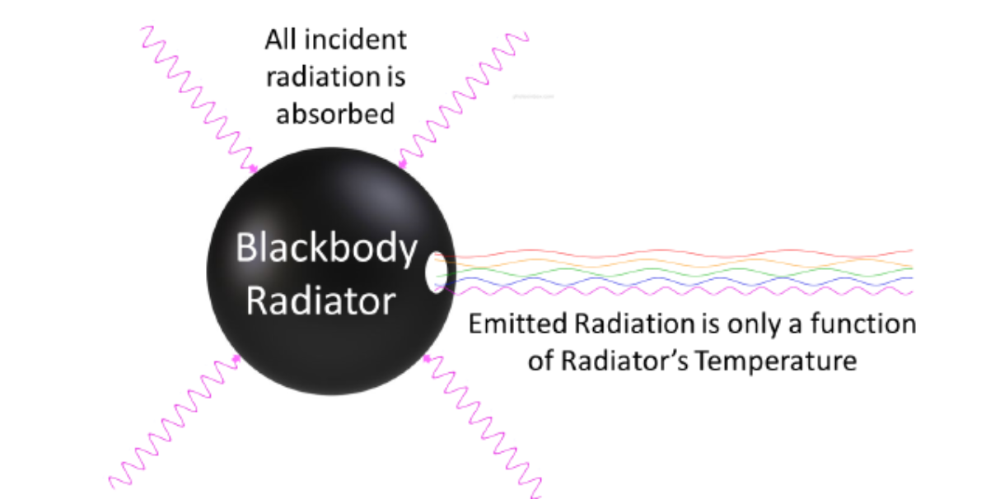 All incident
radiation is
absorbed
Blackbody
Radiator
Emitted Radiation is only a function
of Radiator’s Temperature